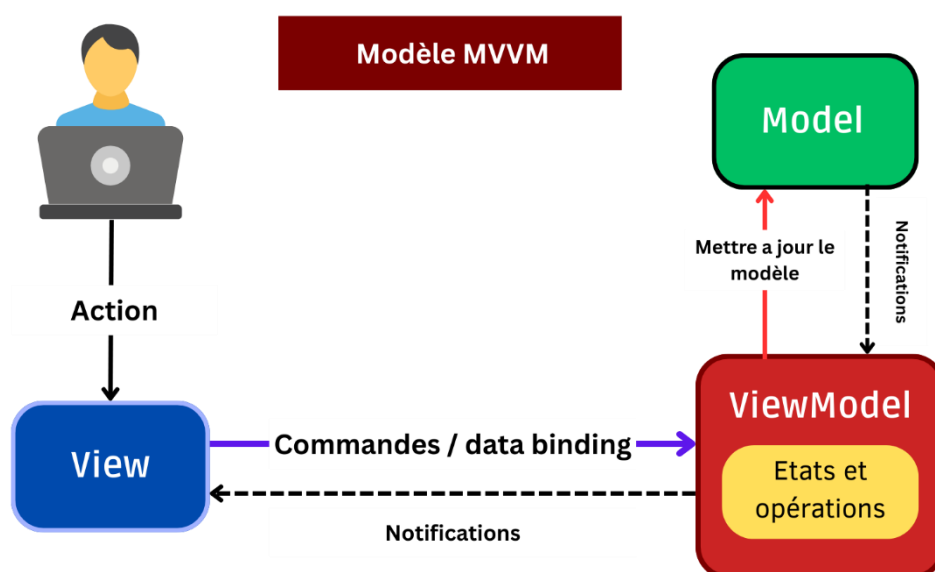 Modèle MVVM
Model
Mettre a jour le
modèle
Notifications
Action
View
Commandes / data binding
Notifications
ViewModel
Etats et
opérations